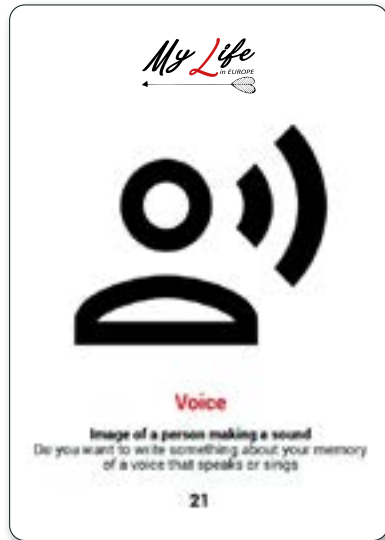 My Life
in EUROPE
Voice
Image of a person making a sound
Do you want to write something about your memory
of a voice that speaks or sings
21